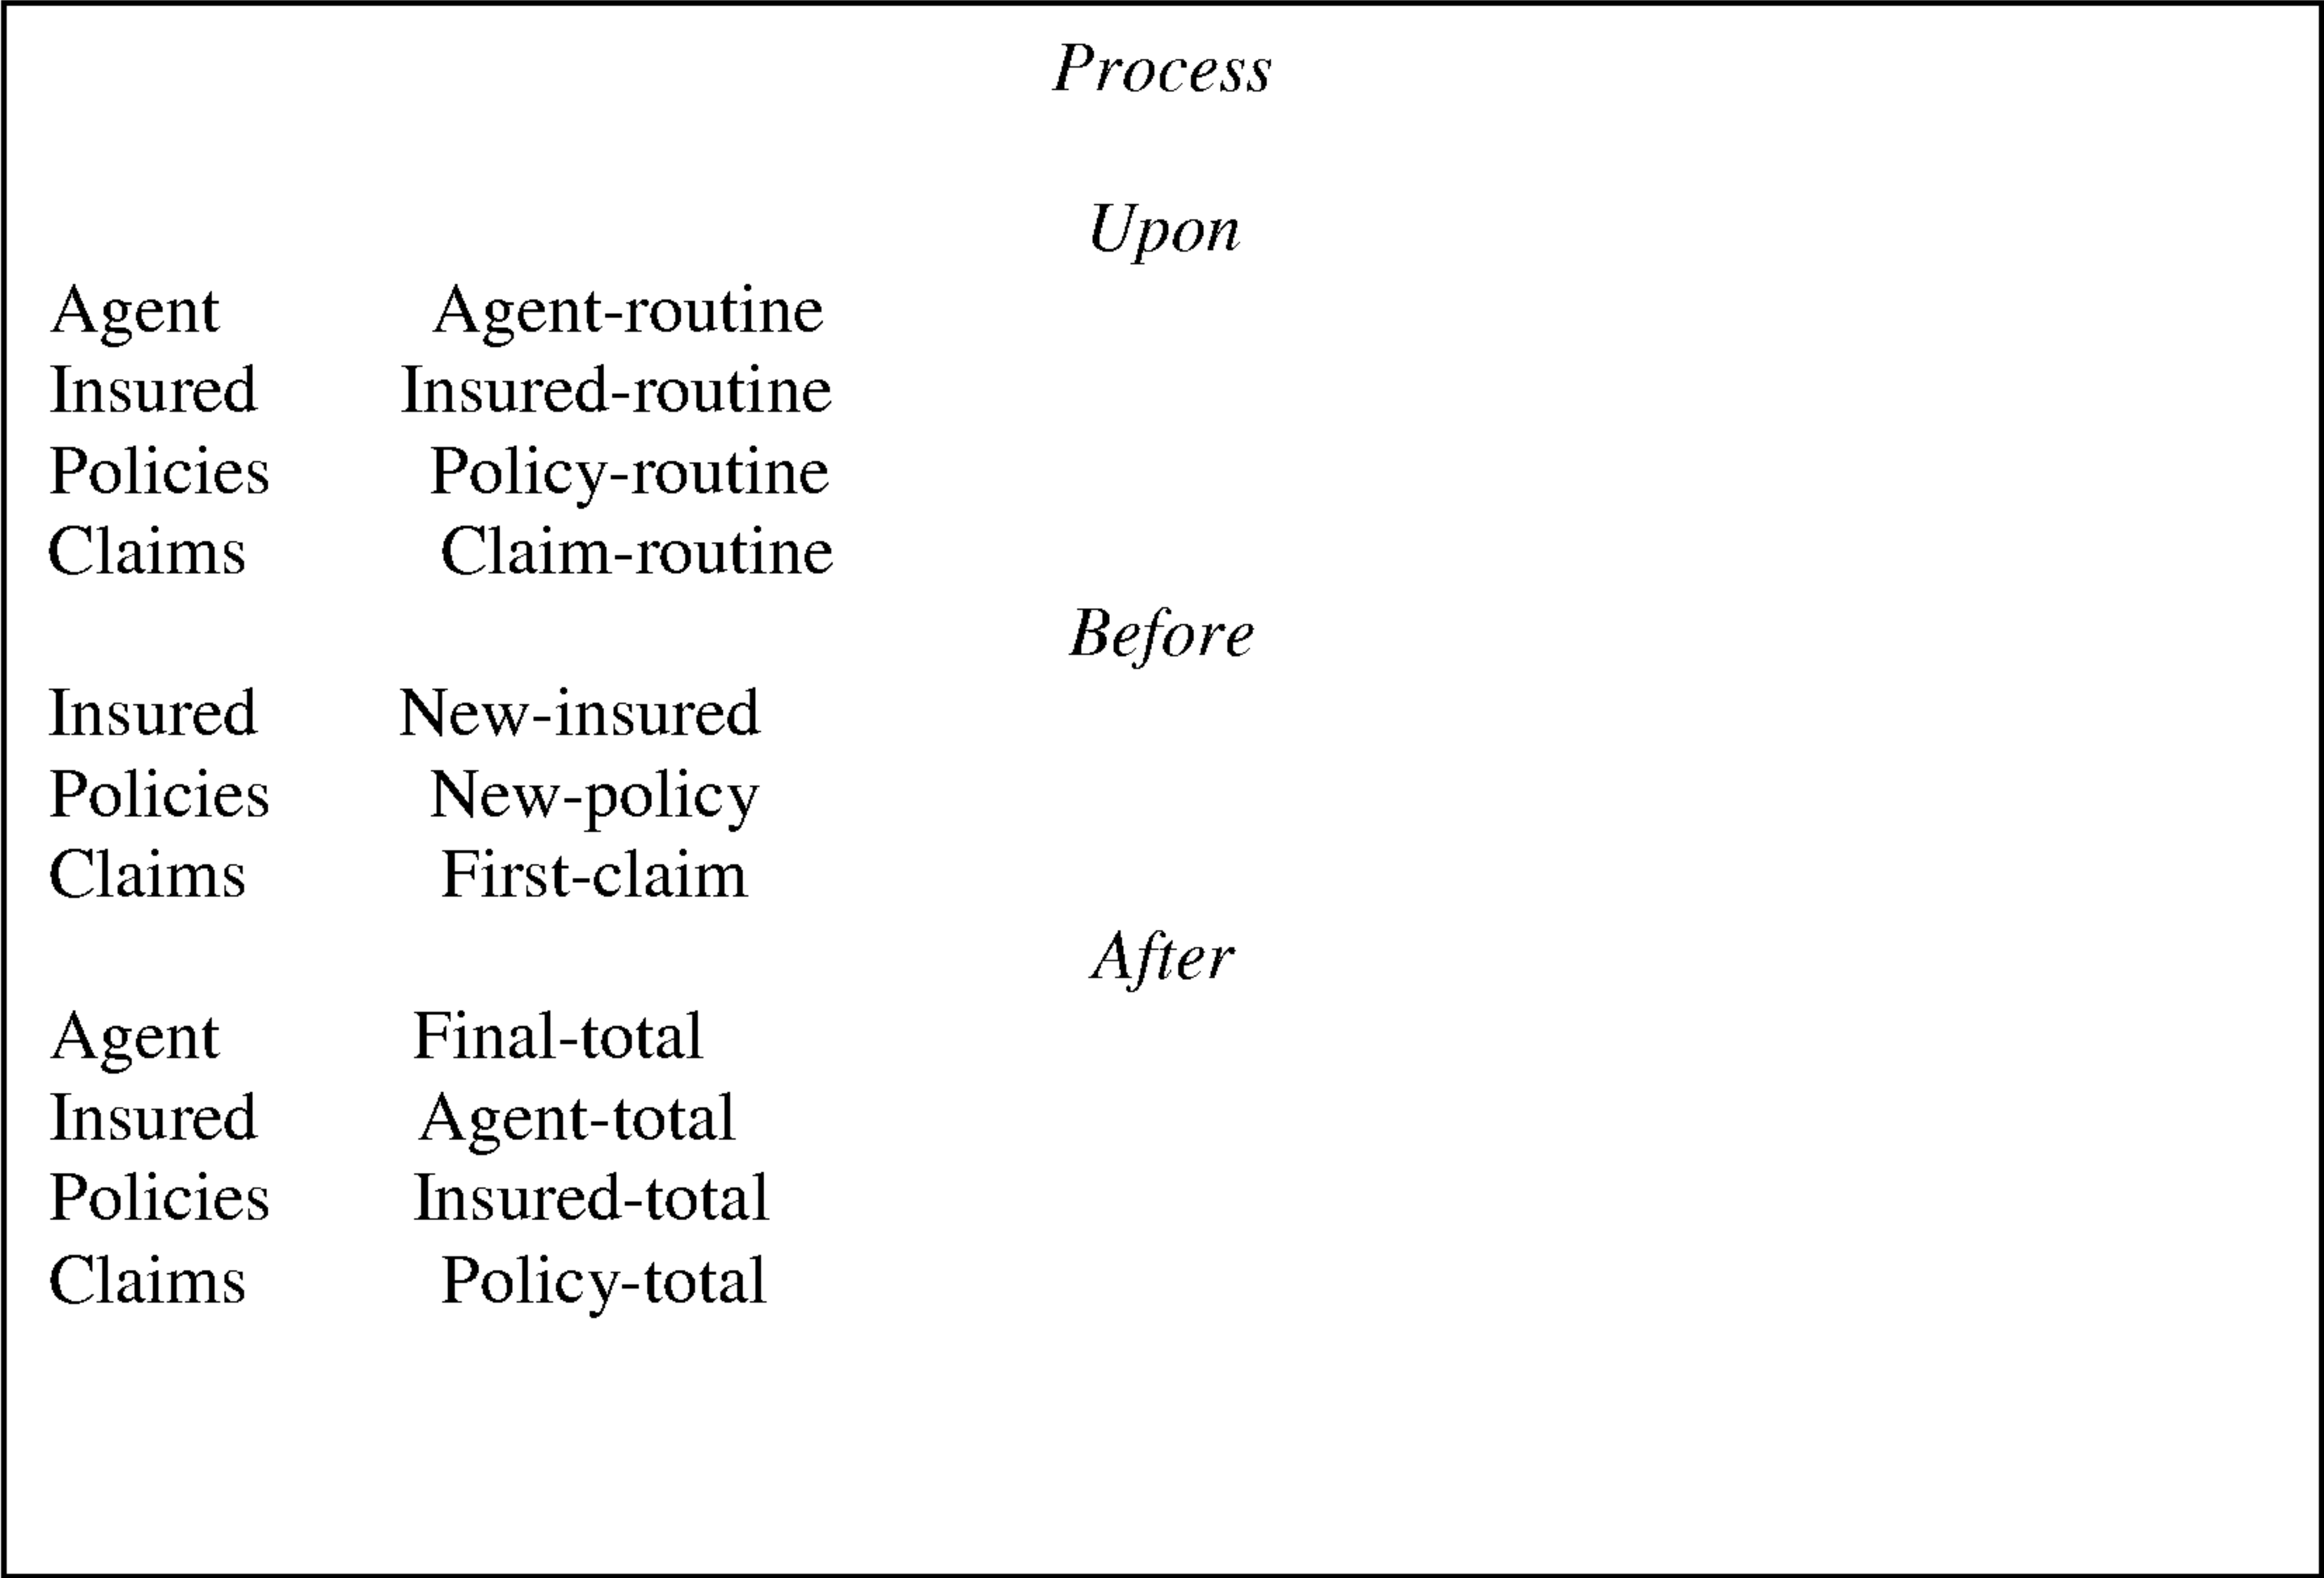 Process
Upon
Agent Agent-routine
Insured Insured-routine
Policies Policy-routine
Claims Claim-routine
Before
Insured New-insured
Policies New-policy
Claims First-claim
After
Agent Final-total
Insured Agent-total
Policies Insured-total
Claims Policy-total